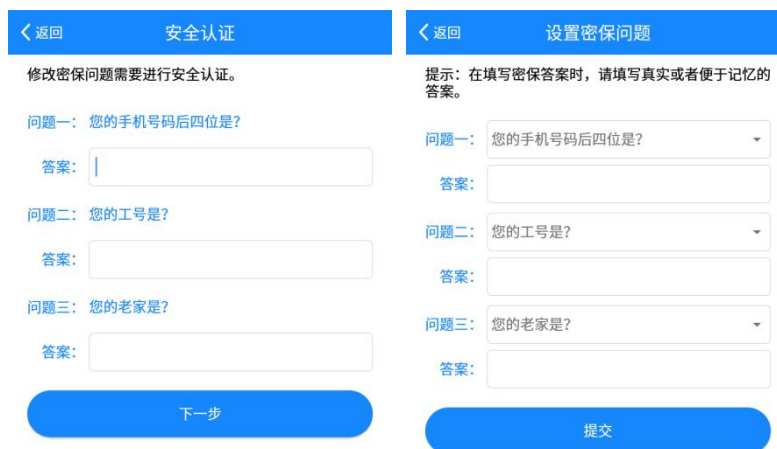 返回
安全认证
修改密保问题需要进行安全认证。
问题一： 您的手机号码后四位是?
答案：
问题二： 您的工号是?
答案：
问题三： 您的老家是?
答案：
下一步
返回
设置密保问题
提示：在填写密保答案时，请填写真实或者便于记忆的
答案。
问题一： 您的手机号码后四位是?
答案：
问题二： 您的工号是?
答案：
问题三： 您的老家是?
答案：
提交